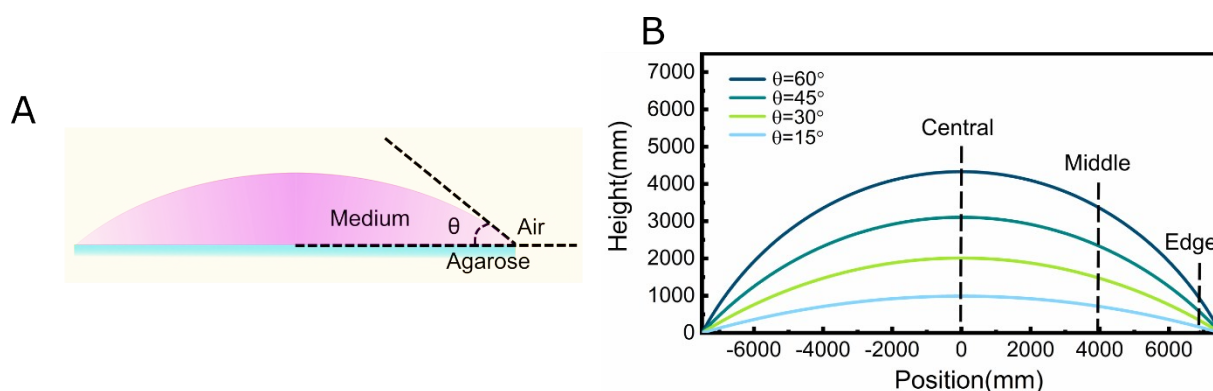 A
Medium
θ
Air
Agarose
B
Height(mm)
7000
6000
5000
4000
3000
2000
1000
0
θ=60°
θ=45°
θ=30°
θ=15°
Central
Middle
Edge
-6000 -4000 -2000 0 2000 4000 6000
Position(mm)